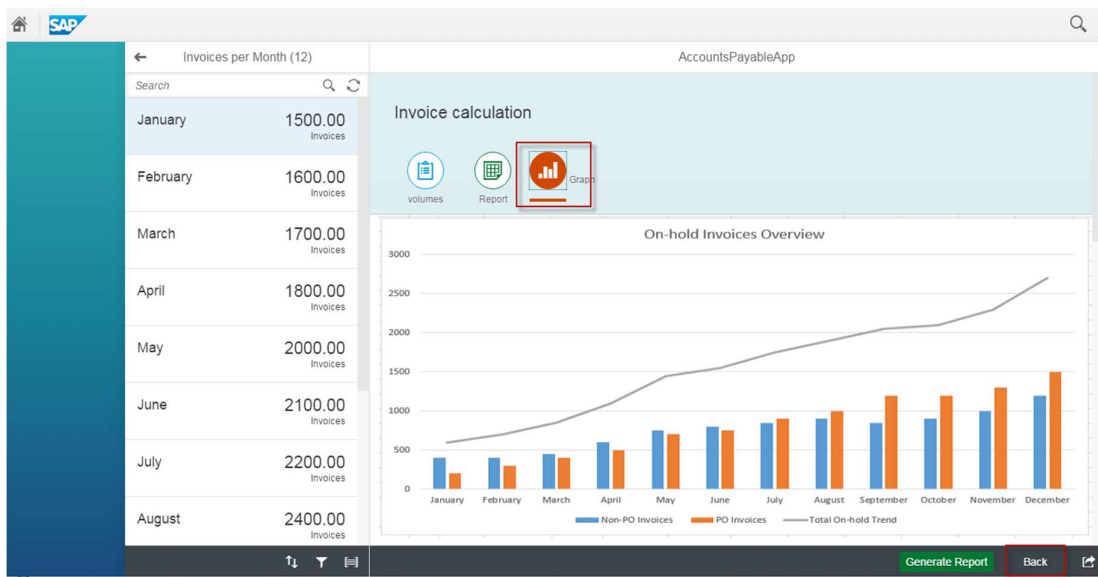 SAP
Invoices per Month (12)
AccountsPayableApp
Search
January 1500.00
Invoices
February 1600.00
Invoices
March 1700.00
Invoices
April 1800.00
Invoices
May 2000.00
Invoices
June 2100.00
Invoices
July 2200.00
Invoices
August 2400.00
Invoices
Invoice calculation
volumes
Report
Graph
On-hold Invoices Overview
3000
2500
2000
1500
1000
500
0
January February March April May June July August September October November December
Non-PO Invoices PO Invoices Total On-hold Trend
Generate Report Back